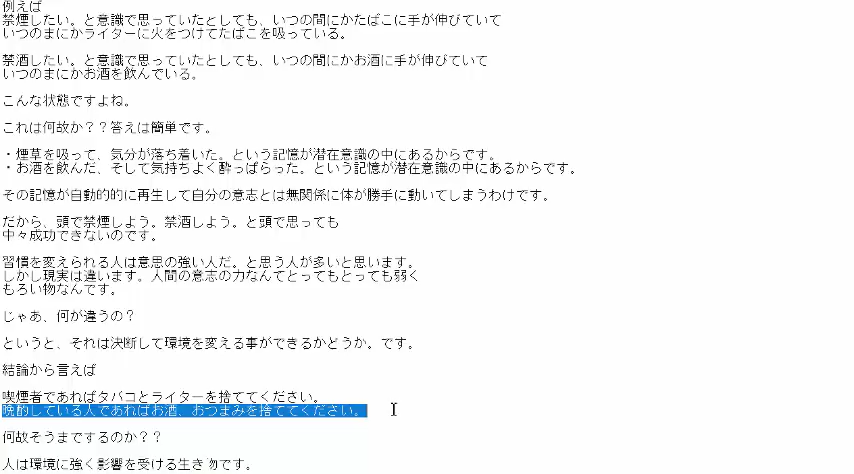 例えば
禁煙したい。と意識で思っていたとしても、いつの間にかたばこに手が伸びていて
いつのまにかライターに火をつけてたばこを吸っている。
禁酒したい。と意識で思っていたとしても、いつの間にかお酒に手が伸びていて
いつのまにかお酒を飲んでいる。
こんな状態ですよね。
これは何故か？？答えは簡単です。
・煙草を吸って、気分が落ち着いた。という記憶が潜在意識の中にあるからです。
・お酒を飲んだ、そして気持ちよく酔っぱらった。という記憶が潜在意識の中にあるからです。
その記憶が自動的的に再生して自分の意志とは無関係に体が勝手に動いてしまうわけです。
だから、頭で禁煙しよう。禁酒しよう。と頭で思っても
中々成功できないのです。
習慣を変えられる人は意思の強い人だ。と思う人が多いと思います。
しかし現実は違います。人間の意志の力なんてとってもとっても弱く
もろい物なんです。
じゃあ、何が違うの？
というと、それは決断して環境を変える事ができるかどうか。です。
結論から言えば
喫煙者であればタバコとライターを捨ててください。
晩酌している人であればお酒、おつまみを捨ててください。
何故そうまでするのか？？
人は環境に強く影響を受ける生き物です。